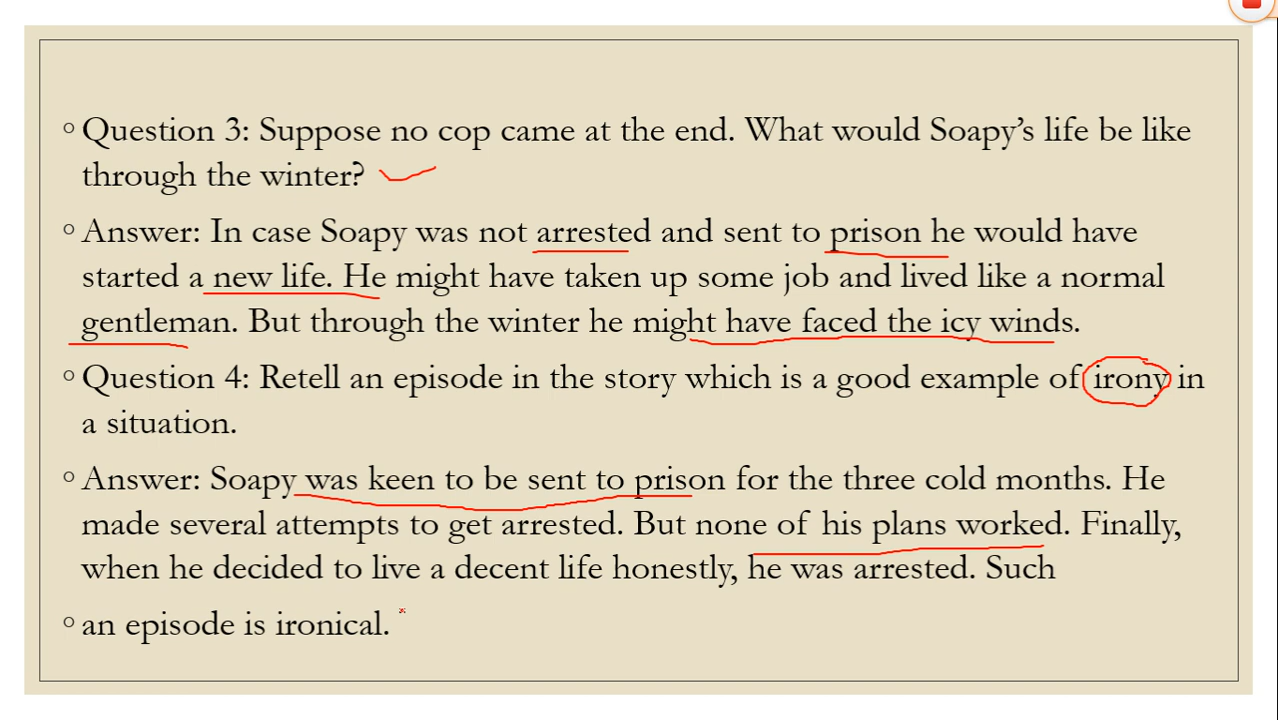 ◦ Question 3: Suppose no cop came at the end. What would Soapy’s life be like
through the winter?
◦ Answer: In case Soapy was not arrested and sent to prison he would have
started a new life. He might have taken up some job and lived like a normal
gentleman. But through the winter he might have faced the icy winds.
◦ Question 4: Retell an episode in the story which is a good example of irony in
a situation.
◦ Answer: Soapy was keen to be sent to prison for the three cold months. He
made several attempts to get arrested. But none of his plans worked. Finally,
when he decided to live a decent life honestly, he was arrested. Such
◦ an episode is ironical.